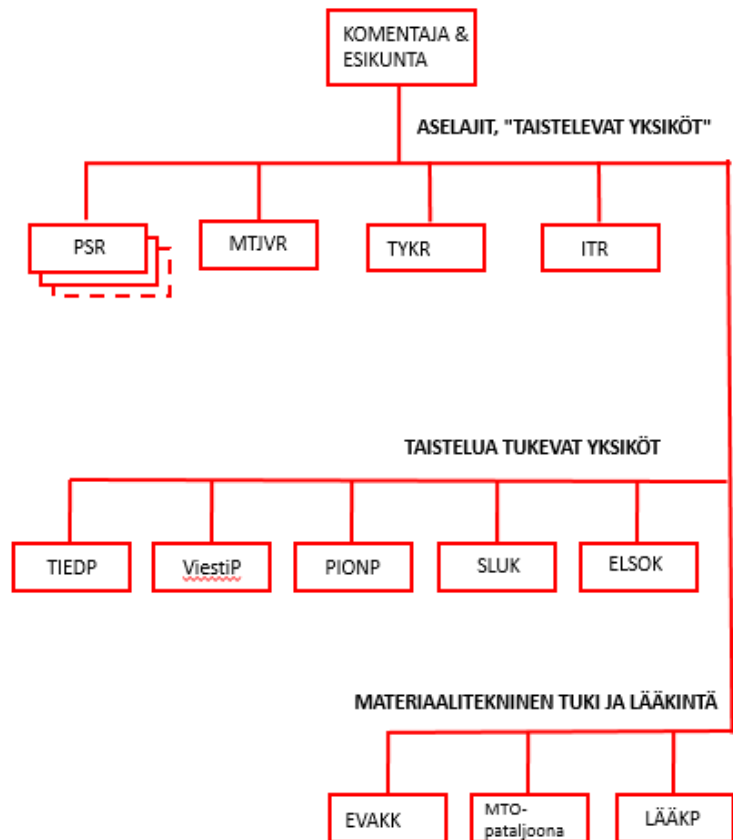 KOMENTAJA &
ESIKUNTA
ASELAJIT, "TAISTELEVAT YKSIKÖT"
PSR
MTJVR
TYKR
ITR
TAISTELUA TUKEVAT YKSIKÖT
TIEDP
ViestiP
PIONP
SLUK
ELSOK
MATERIAALITEKNINEN TUKI JA LÄÄKINTÄ
EVAKK
MTO-
pataljoona
LÄÄKP